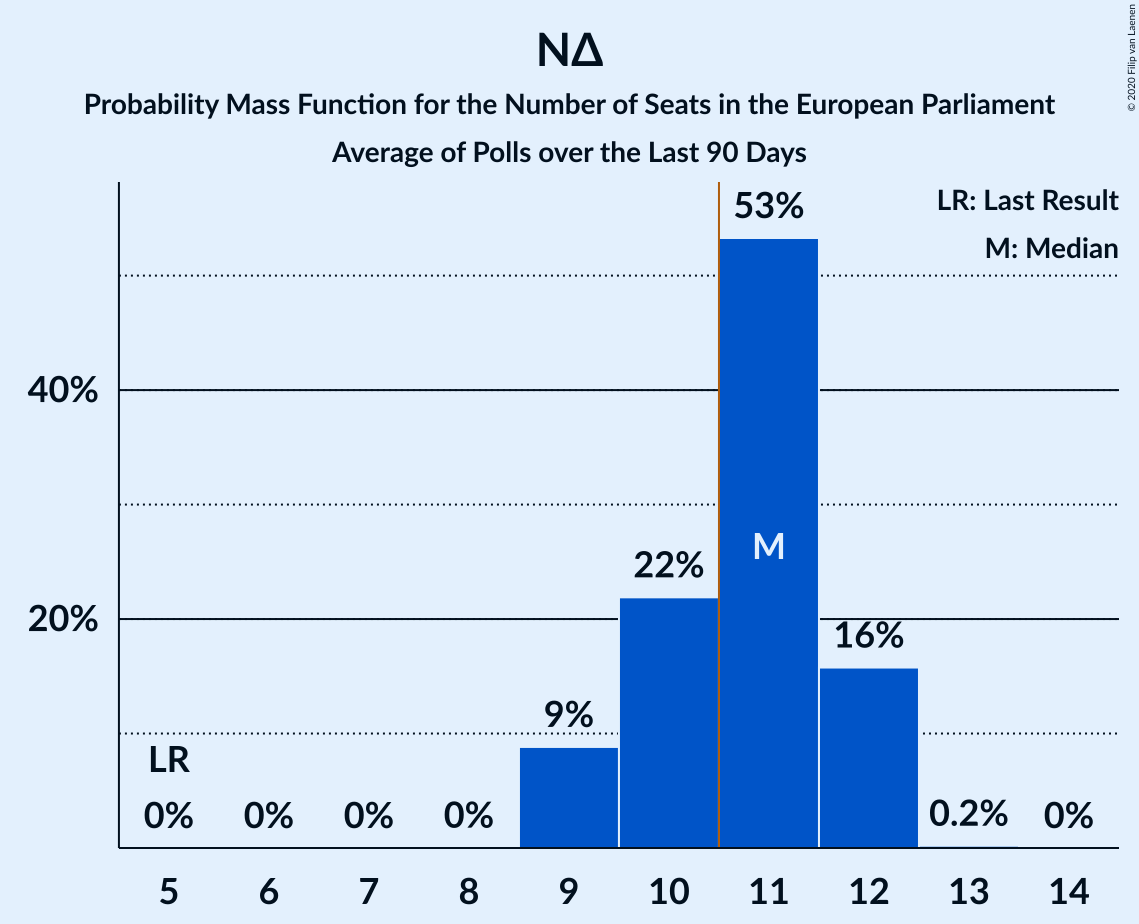 © 2020 Filip van Laenen
ΝΔ
Probability Mass Function for the Number of Seats in the European Parliament
Average of Polls over the Last 90 Days
LR: Last Result
M: Median
53%
40%
M
22%
20%
16%
9%
LR
0%
0%
0%
0%
0.2%
0%
5
6
7
8
9
10
11
12
13
14